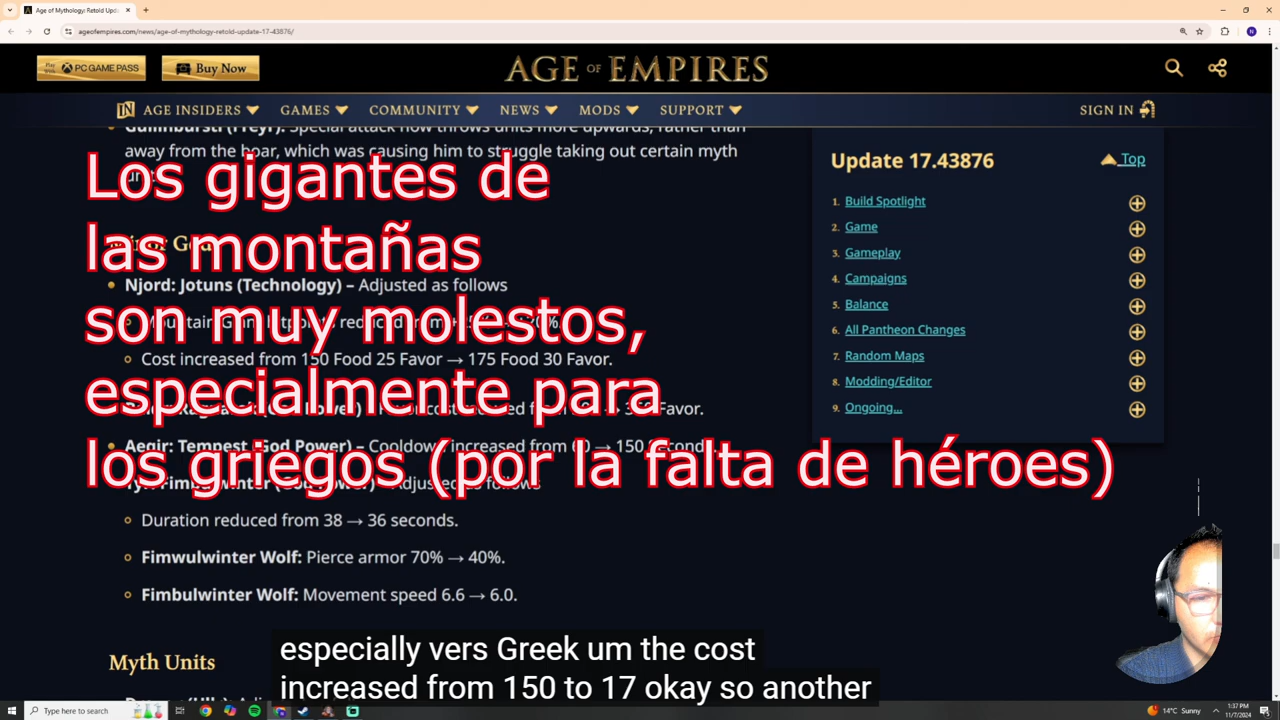 Age of Mythology: Retold Upd
ageofempires.com/news/age-of-mythology-retold-update-17-43876/
PC GAME PASS
Buy Now
AGE OF EMPIRES
AGE INSIDERS
GAMES
COMMUNITY
NEWS
MODS
SUPPORT
SIGN IN
Gullinbursti (Freyr): Special attack now throws units more upwards, rather than
away from the boar, which was causing him to struggle taking out certain myth
Los gigantes de
las montañas
son muy molestos,
especialmente para
los griegos (por la falta de héroes)
Njord: Jotuns (Technology) – Adjusted as follows
Cost increased from 150 Food 25 Favor → 175 Food 30 Favor.
Favor.
Aegir: Tempest (God Power) – Cooldown increased from 60 → 150
Duration reduced from 38 → 36 seconds.
Fimwulwinter Wolf: Pierce armor 70% → 40%.
Fimbulwinter Wolf: Movement speed 6.6 → 6.0.
Myth Units
Update 17.43876
Top
1. Build Spotlight
2. Game
3. Gameplay
4. Campaigns
5. Balance
6. All Pantheon Changes
7. Random Maps
8. Modding/Editor
9. Ongoing...
especially vers Greek um the cost
increased from 150 to 17 okay so another
Type here to search
14°C Sunny
1:37 PM
11/7/2024